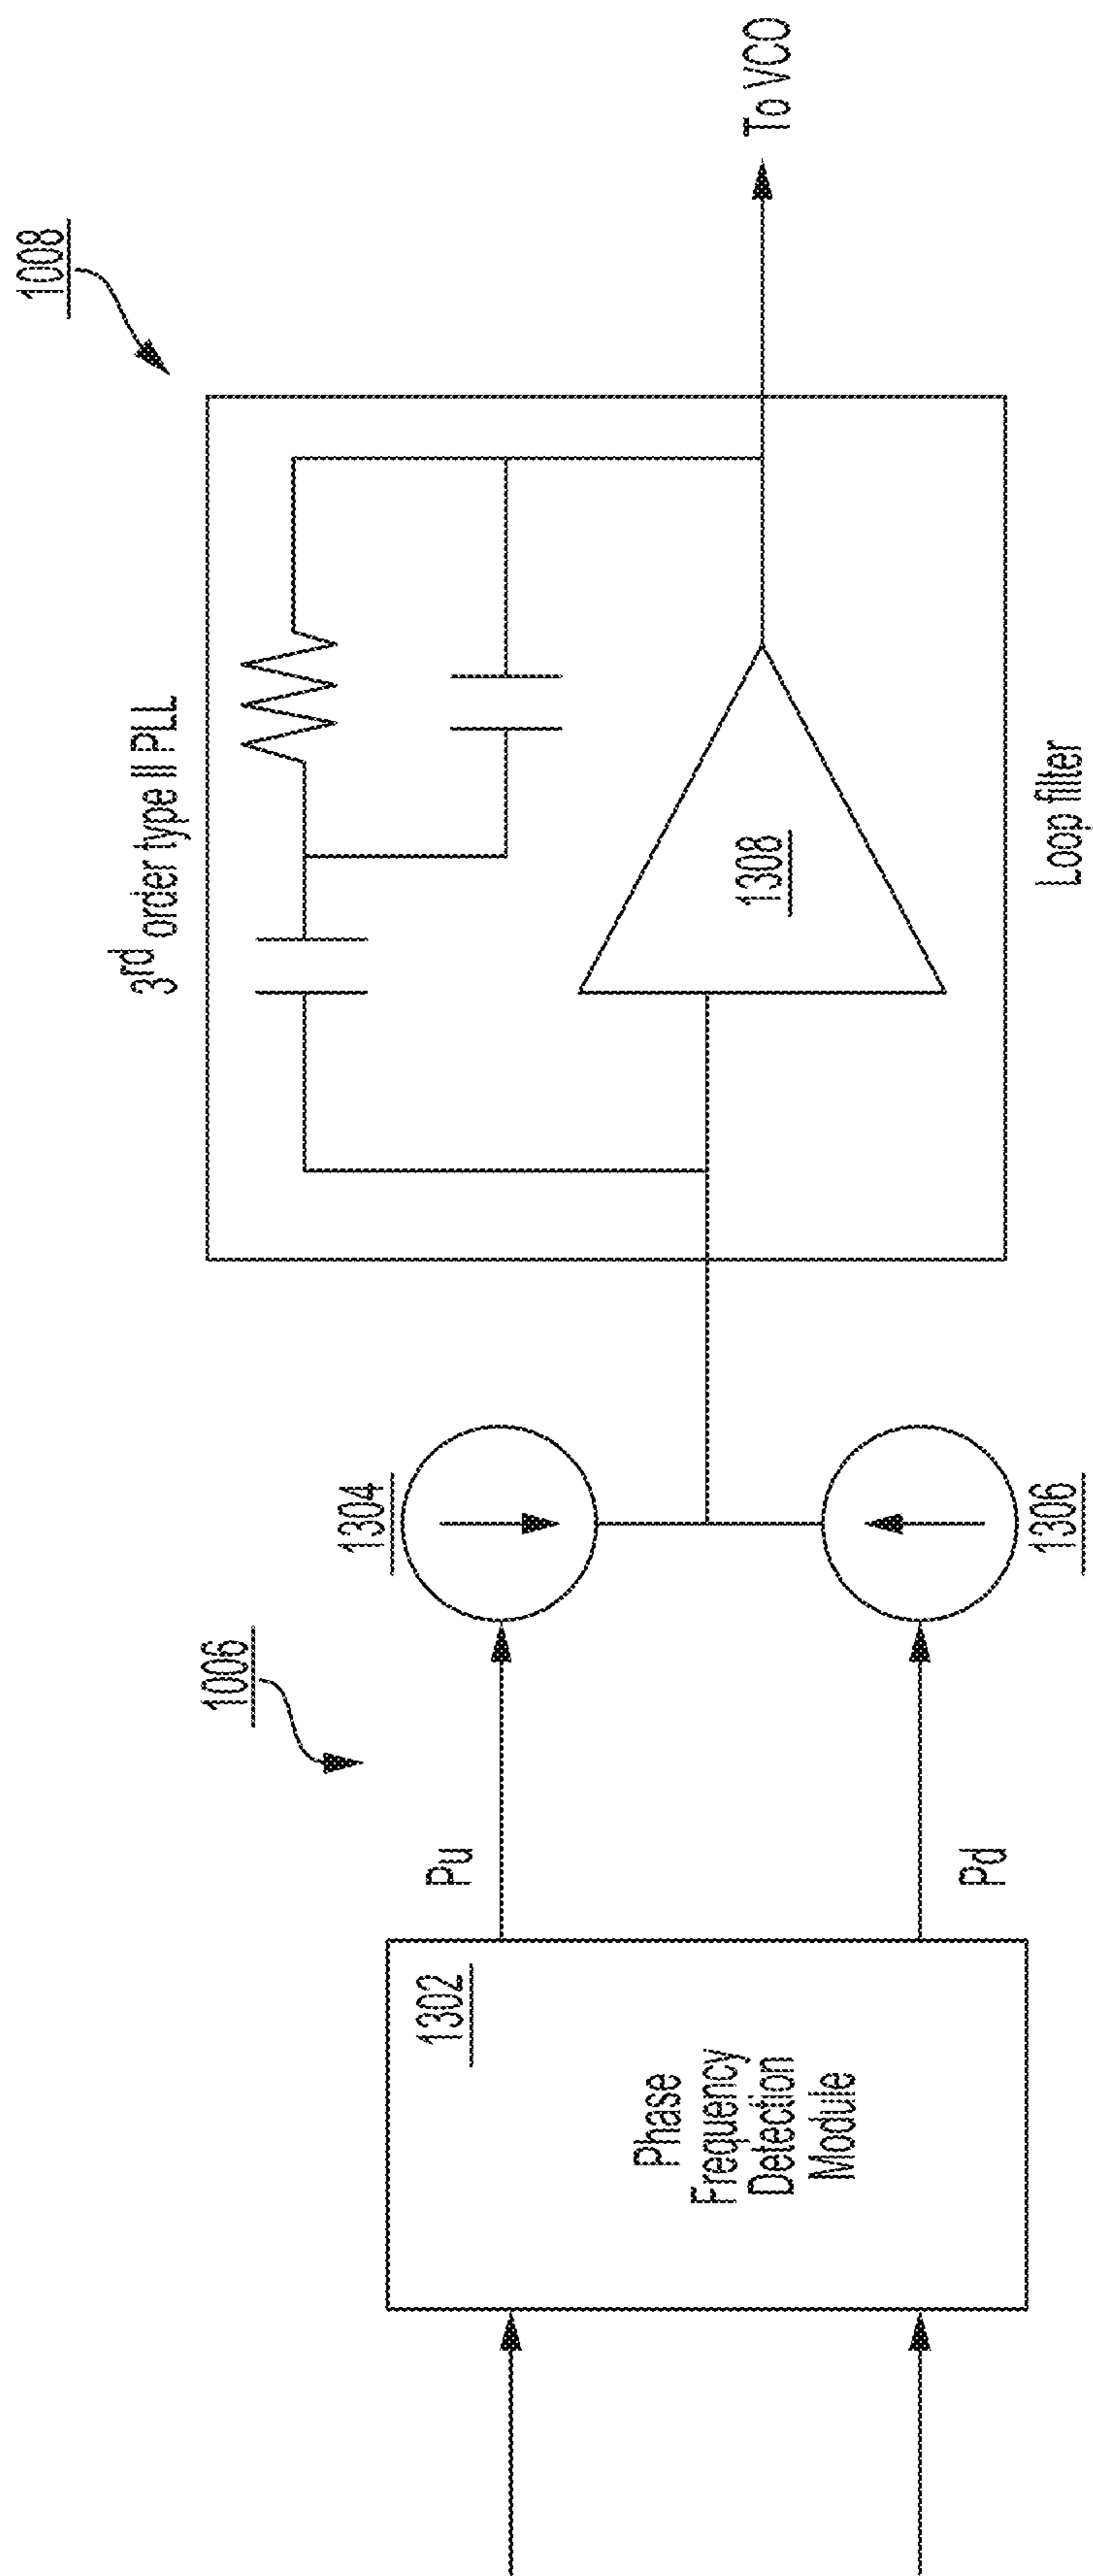 1008
3rd order type II PLL
To VCO
1308
Loop filter
1304
1306
1006
Pu
Pd
1302
Phase
Frequency
Detection
Module